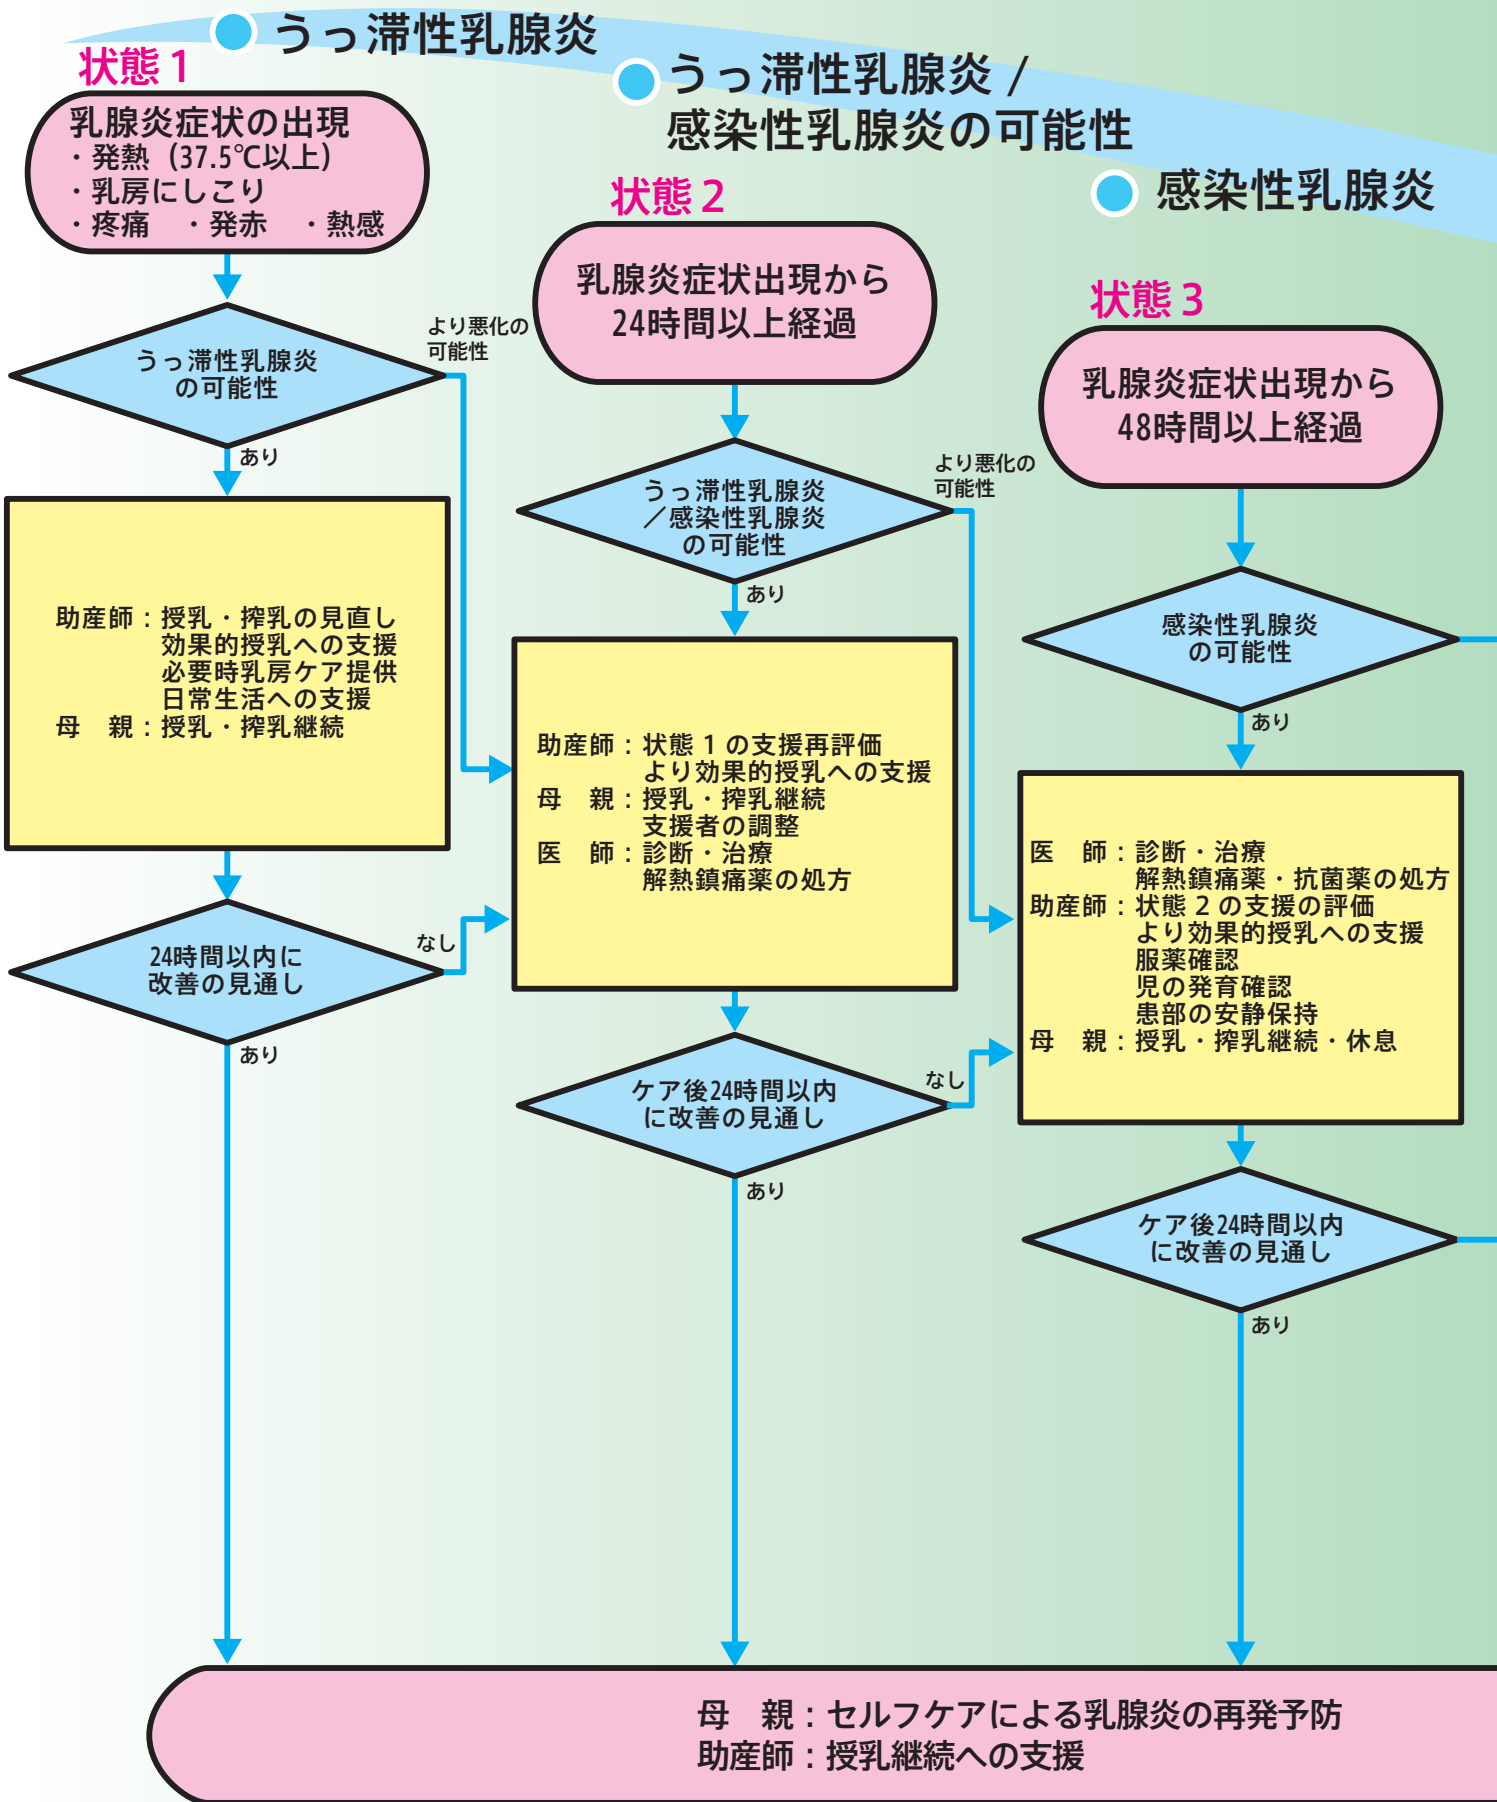 うっ滞性乳腺炎
状態１
乳腺炎症状の出現
・発熱（37.5℃以上）
・乳房にしこり
・疼痛　・発赤　・熱感
うっ滞性乳腺炎
の可能性
より悪化の
可能性
あり
助産師：授乳・搾乳の見直し
効果的授乳への支援
必要時乳房ケア提供
日常生活への支援
母　親：授乳・搾乳継続
24時間以内に
改善の見通し
なし
あり
うっ滞性乳腺炎 /
感染性乳腺炎の可能性
状態２
乳腺炎症状出現から
24時間以上経過
うっ滞性乳腺炎
／感染性乳腺炎
の可能性
より悪化の
可能性
あり
助産師：状態１の支援再評価
より効果的授乳への支援
母　親：授乳・搾乳継続
支援者の調整
医　師：診断・治療
解熱鎮痛薬の処方
ケア後24時間以内
に改善の見通し
なし
あり
感染性乳腺炎
状態３
乳腺炎症状出現から
48時間以上経過
感染性乳腺炎
の可能性
あり
医　師：診断・治療
解熱鎮痛薬・抗菌薬の処方
助産師：状態２の支援の評価
より効果的授乳への支援
服薬確認
児の発育確認
患部の安静保持
母　親：授乳・搾乳継続・休息
ケア後24時間以内
に改善の見通し
あり
母　親：セルフケアによる乳腺炎の再発予防
助産師：授乳継続への支援